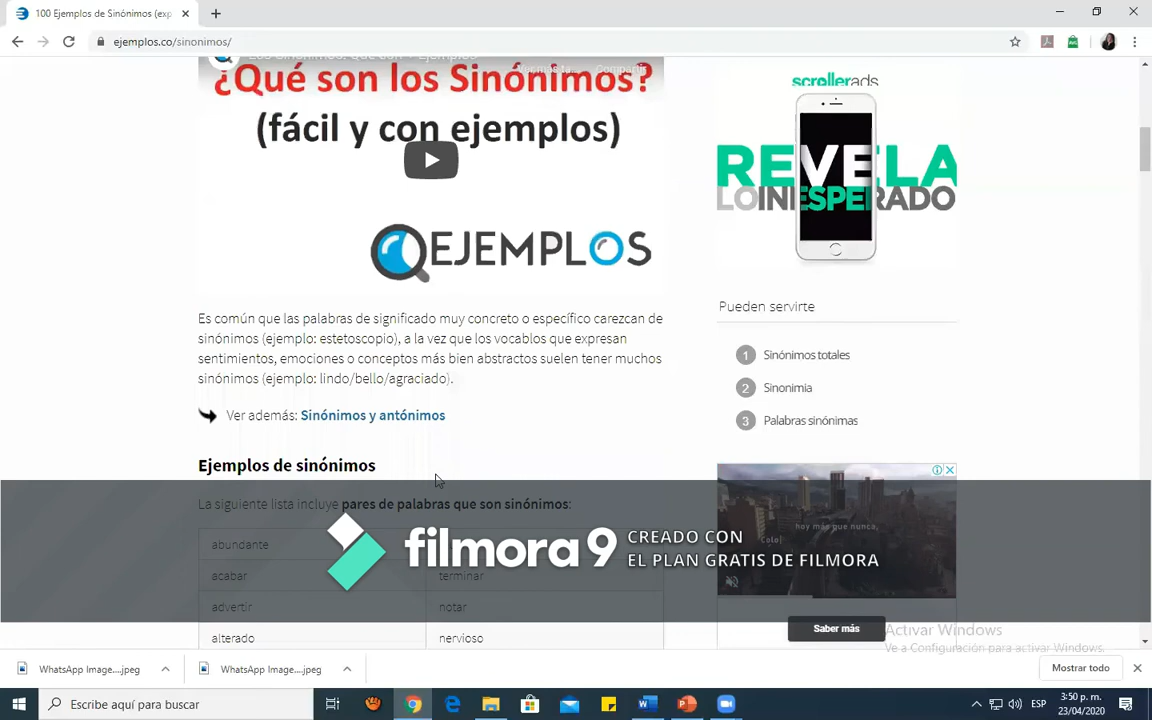 100 Ejemplos de Sinónimos (exp
ejemplos.co/sinonimos/
¿Qué son los Sinónimos?
(fácil y con ejemplos)
EJEMPLOS
Es común que las palabras de significado muy concreto o específico carezcan de
sinónimos (ejemplo: estetoscopio), a la vez que los vocablos que expresan
sentimientos, emociones o conceptos más bien abstractos suelen tener muchos
sinónimos (ejemplo: lindo/bello/agraciado).
Ver además: Sinónimos y antónimos
Ejemplos de sinónimos
La siguiente lista incluye pares de palabras que son sinónimos:
abundante
acabar terminar
advertir notar
alterado nervioso
scrollerads
REVELA
LO INESPERADO
Pueden servirte
1 Sinónimos totales
2 Sinonimia
3 Palabras sinónimas
hoy más que nunca,
Saber más
filmora 9
CREADO CON
EL PLAN GRATIS DE FILMORA
Activar Windows
Ve a Configuración para activar Windows.
WhatsApp Image....jpeg
WhatsApp Image....jpeg
Mostrar todo
Escribe aquí para buscar
ESP
3:50 p. m.
23/04/2020